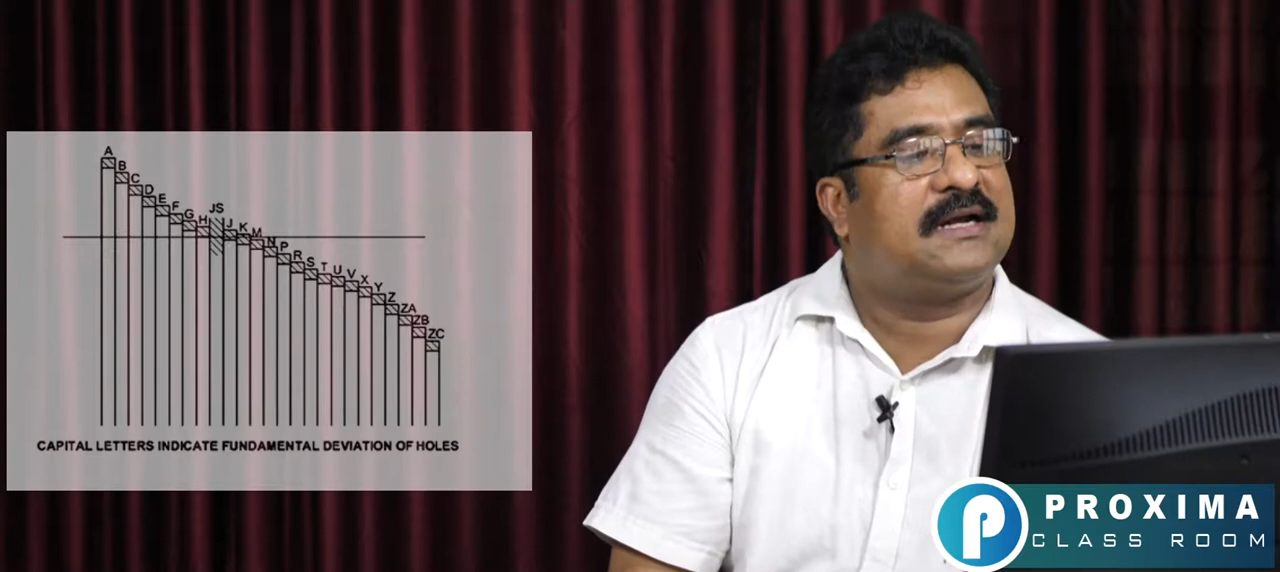 A
B
C
D
E
F
G
H
JS
J
K
M
N
P
R
S
T
U
V
X
Y
Z
ZA
ZB
ZC
CAPITAL LETTERS INDICATE FUNDAMENTAL DEVIATION OF HOLES
P PROXIMA
CLASS ROOM